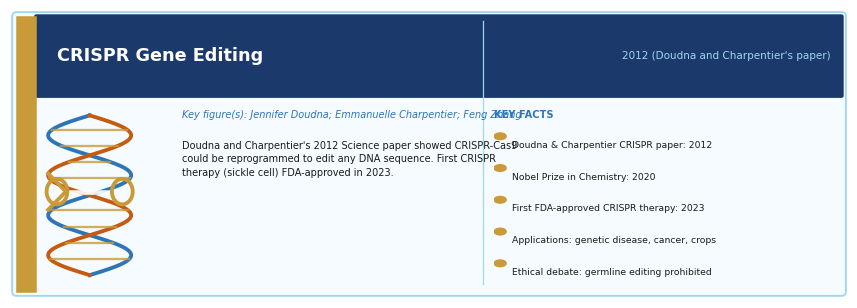 CRISPR Gene Editing
2012 (Doudna and Charpentier's paper)
Key figure(s): Jennifer Doudna; Emmanuelle Charpentier; Feng Zhang
Doudna and Charpentier's 2012 Science paper showed CRISPR-Cas9
could be reprogrammed to edit any DNA sequence. First CRISPR
therapy (sickle cell) FDA-approved in 2023.
KEY FACTS
Doudna & Charpentier CRISPR paper: 2012
Nobel Prize in Chemistry: 2020
First FDA-approved CRISPR therapy: 2023
Applications: genetic disease, cancer, crops
Ethical debate: germline editing prohibited